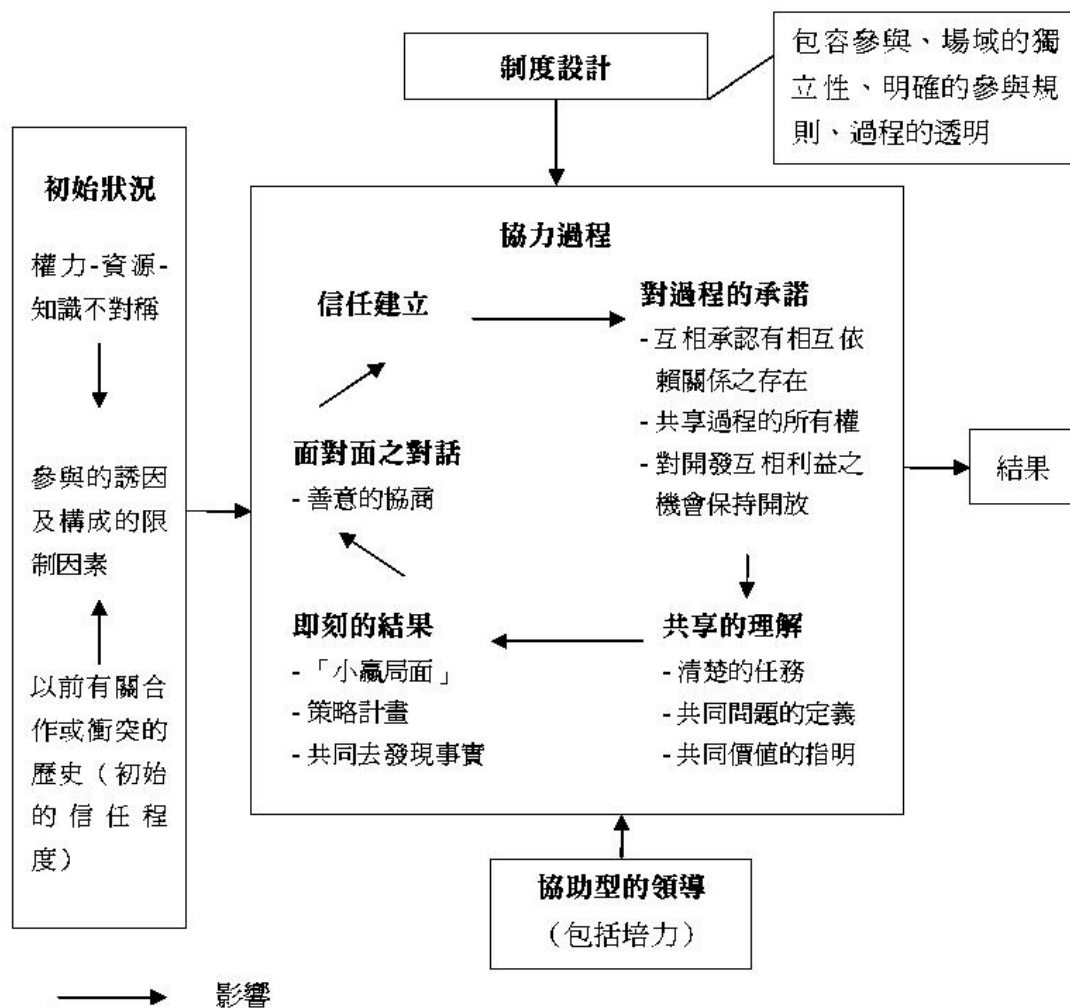 制度設計
包容參與、場域的獨
立性、明確的參與規
則、過程的透明
初始狀況
權力-資源-
知識不對稱
參與的誘因
及構成的限
制因素
以前有關合
作或衝突的
歷史（初始
的信任程
度）
協力過程
信任建立
對過程的承諾
- 互相承認有相互依
賴關係之存在
- 共享過程的所有權
- 對開發互相利益之
機會保持開放
面對面之對話
- 善意的協商
即刻的結果
- 「小贏局面」
- 策略計畫
- 共同去發現事實
共享的理解
- 清楚的任務
- 共同問題的定義
- 共同價值的指明
結果
協助型的領導
（包括培力）
影響